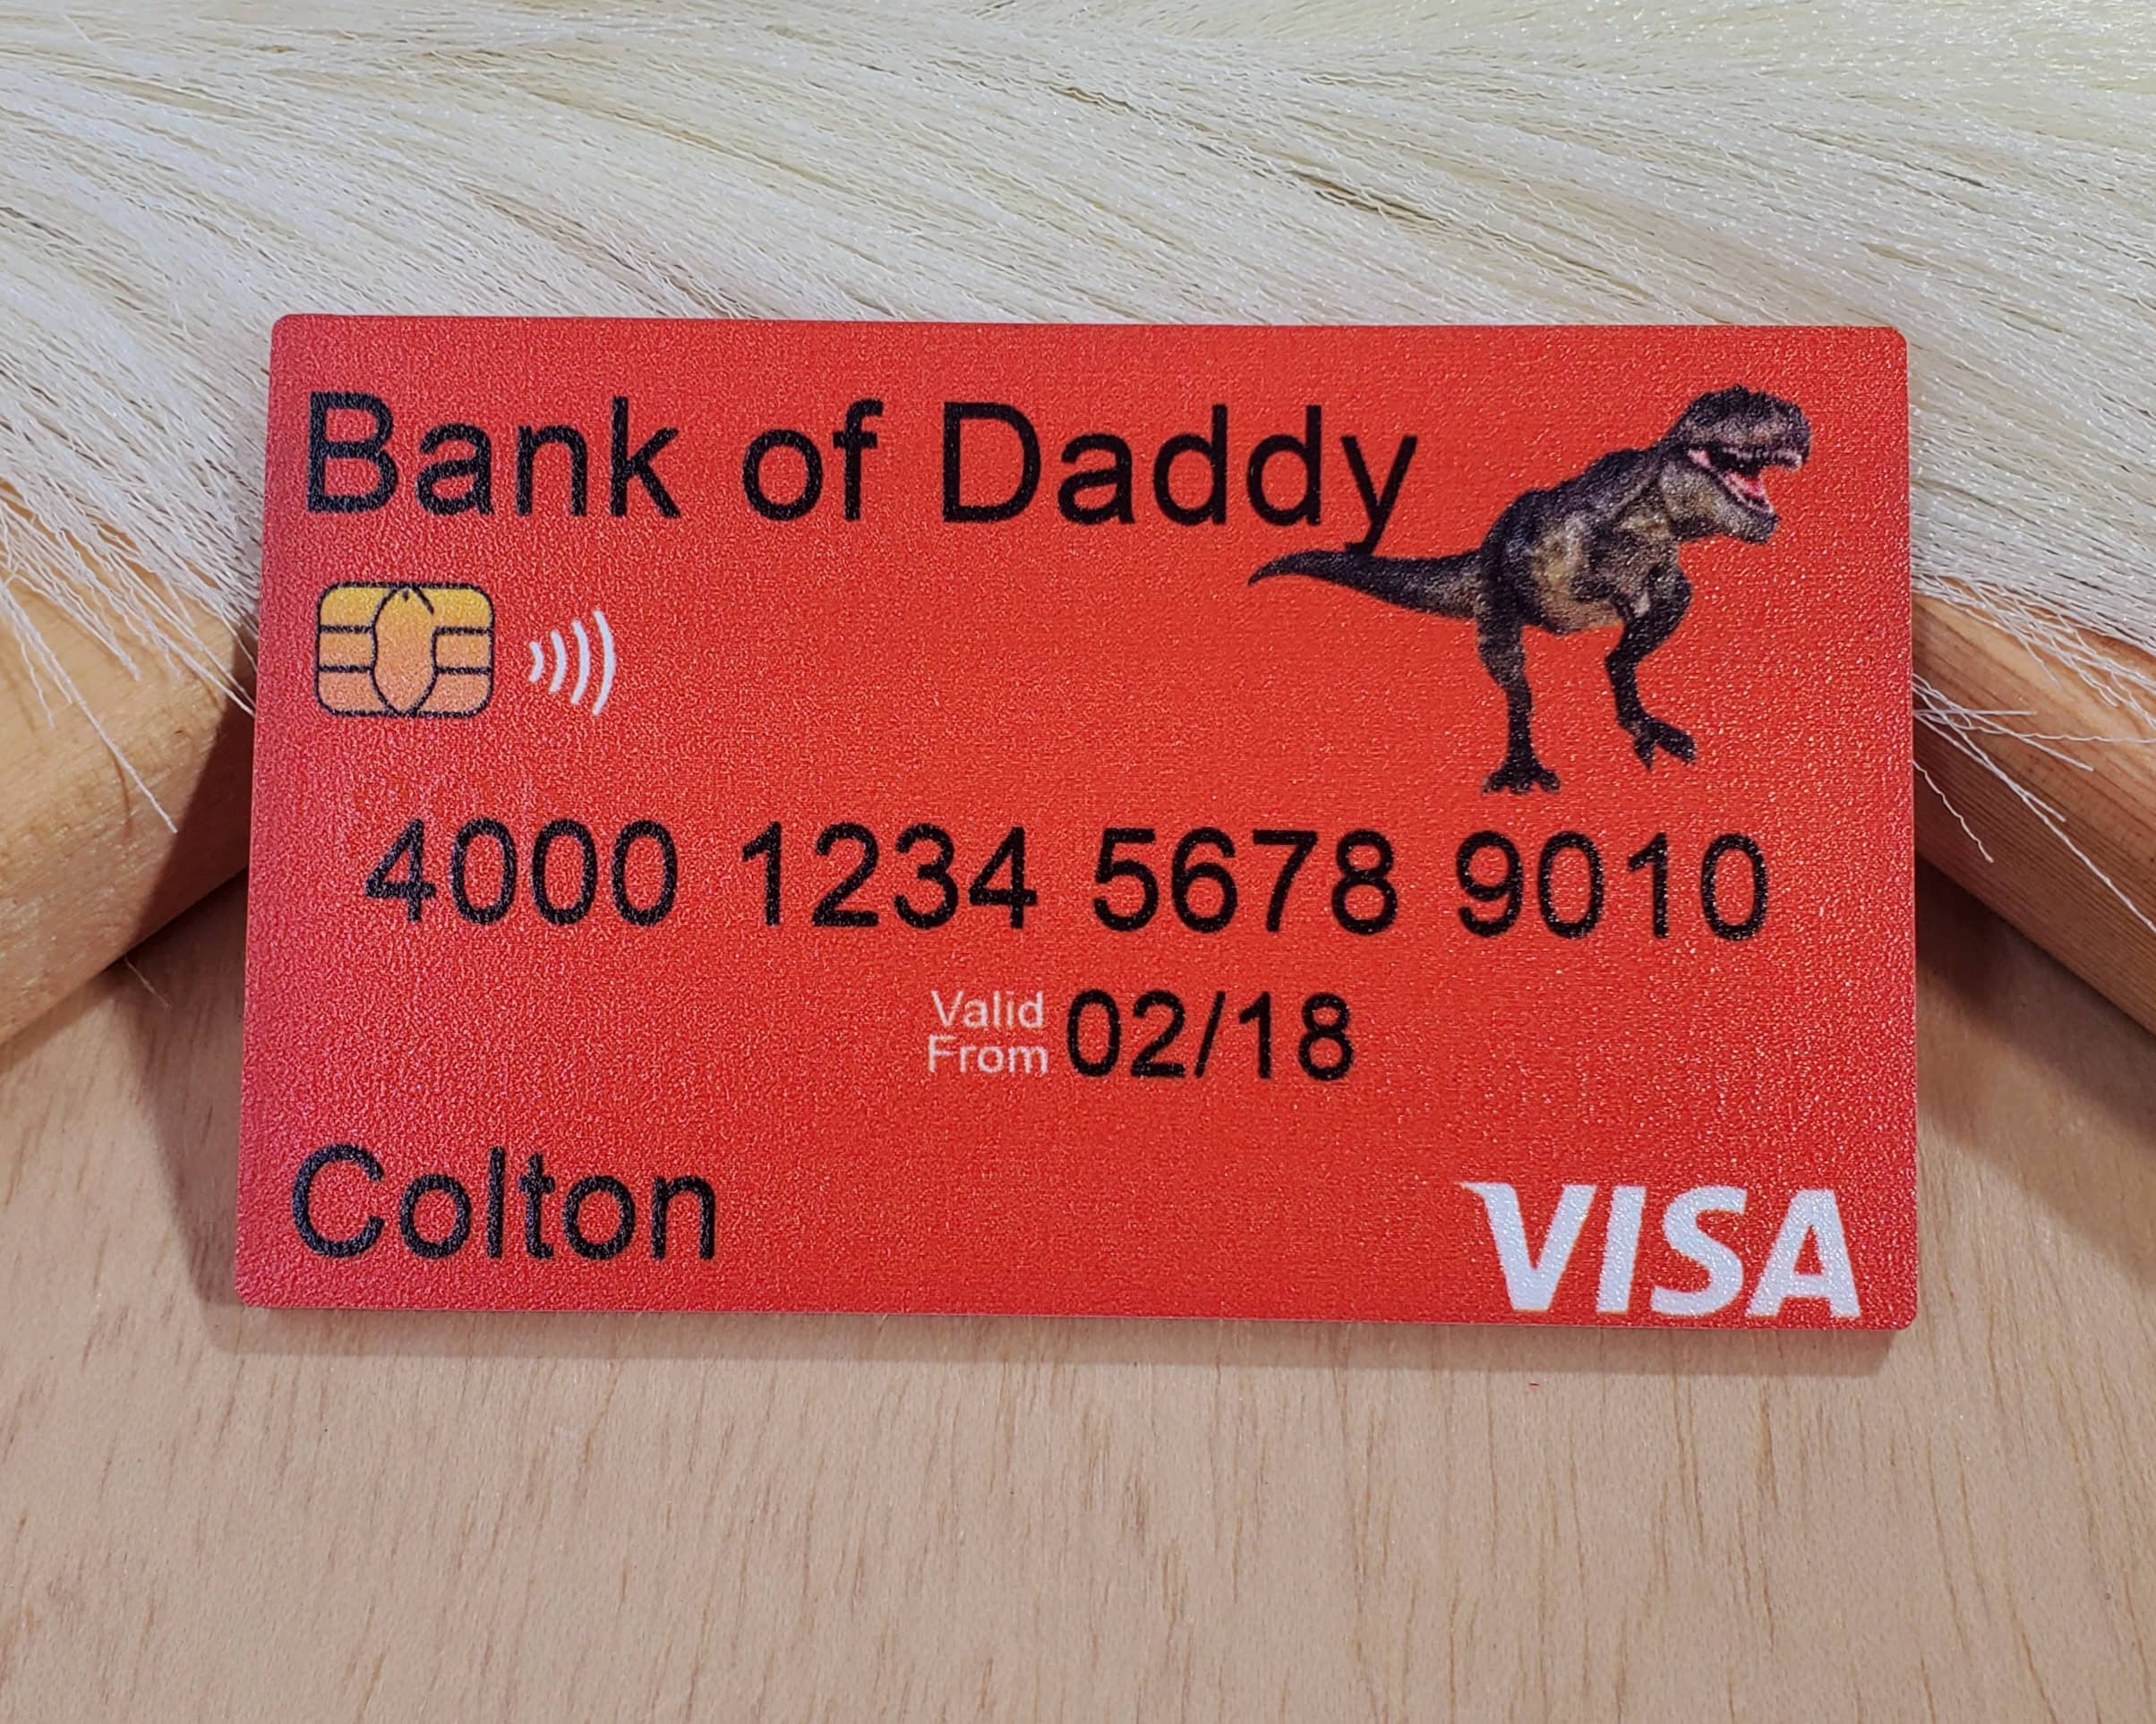 Bank of Daddy
4000 1234 5678 9010
Valid
From 02/18
Colton
VISA